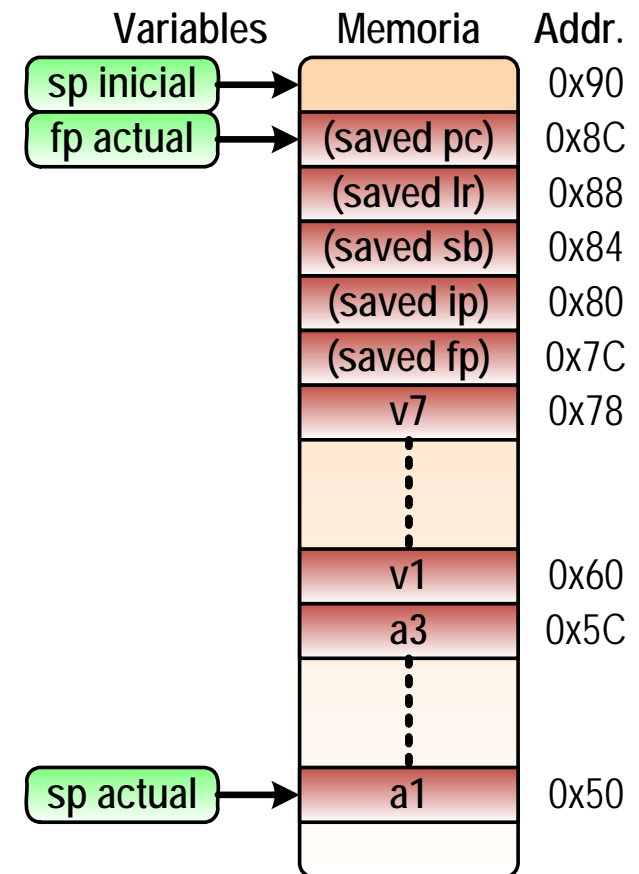 Variables Memoria Addr.
sp inicial 0x90
fp actual (saved pc) 0x8C
(saved lr) 0x88
(saved sb) 0x84
(saved ip) 0x80
(saved fp) 0x7C
v7 0x78
v1 0x60
a3 0x5C
sp actual a1 0x50